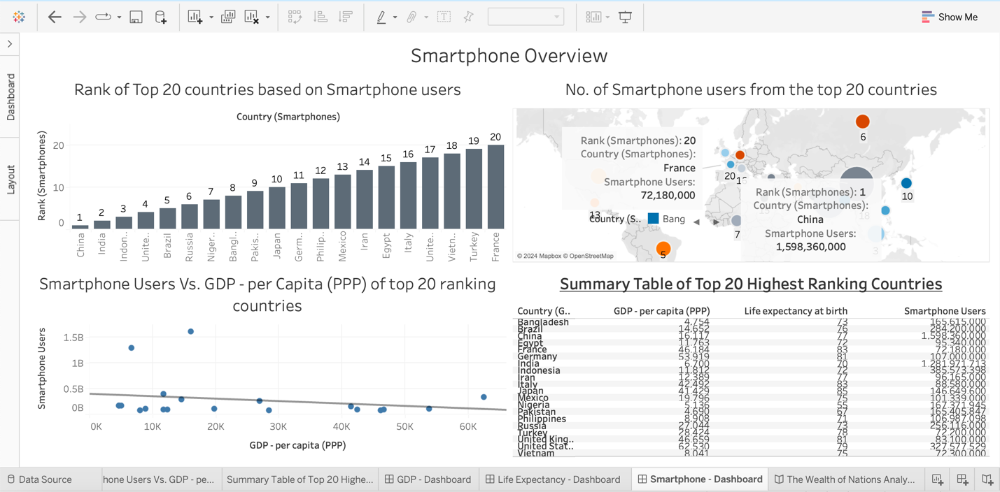 Show Me
Dashboard
Layout
Smartphone Overview
Rank of Top 20 countries based on Smartphone users
Country (Smartphones)
Rank (Smartphones)
20
10
0
1 2 3 4 5 6 7 8 9 10 11 12 13 14 15 16 17 18 19 20
China India Indon.. Unite.. Brazil Russia Niger.. Bangl.. Pakis.. Japan Germ.. Philip.. Mexico Iran Egypt Italy Unite.. Vietn.. Turkey France
No. of Smartphone users from the top 20 countries
6
Rank (Smartphones): 20
Country (Smartphones):
France
Smartphone Users:
72,180,000
20
10
Rank (Smartphones): 1
Country (Smartphones):
China
Smartphone Users:
1,598,360,000
13
18
Country (S.. Bang
7
3
5
© 2024 Mapbox © OpenStreetMap
Smartphone Users Vs. GDP - per Capita (PPP) of top 20 ranking
countries
Smartphone Users
1.5B
1B
0.5B
0B
0K 10K 20K 30K 40K 50K 60K
GDP - per capita (PPP)
Summary Table of Top 20 Highest Ranking Countries
Country (G.. GDP - per capita (PPP) Life expectancy at birth Smartphone Users
Bangladesh 4,754 73 165,615,000
Brazil 14,652 76 284,200,000
China 16,117 77 1,598,360,000
Egypt 11,763 72 95,340,000
France 46,184 83 72,180,000
Germany 53,919 81 107,000,000
India 6,700 70 1,281,971,713
Indonesia 11,812 72 385,573,398
Iran 12,389 77 96,165,000
Italy 42,492 83 88,580,000
Japan 41,429 85 146,649,600
Mexico 19,796 75 101,339,000
Nigeria 5,136 55 167,371,945
Pakistan 4,690 67 165,405,847
Philippines 8,908 71 106,987,098
Russia 27,044 73 256,116,000
Turkey 28,424 78 72,200,000
United King.. 46,659 81 83,100,000
United Stat.. 62,530 79 327,577,529
Vietnam 8,041 75 72,300,000
Data Source hone Users Vs. GDP - pe... Summary Table of Top 20 Highe... GDP - Dashboard Life Expectancy - Dashboard Smartphone - Dashboard The Wealth of Nations Analy...